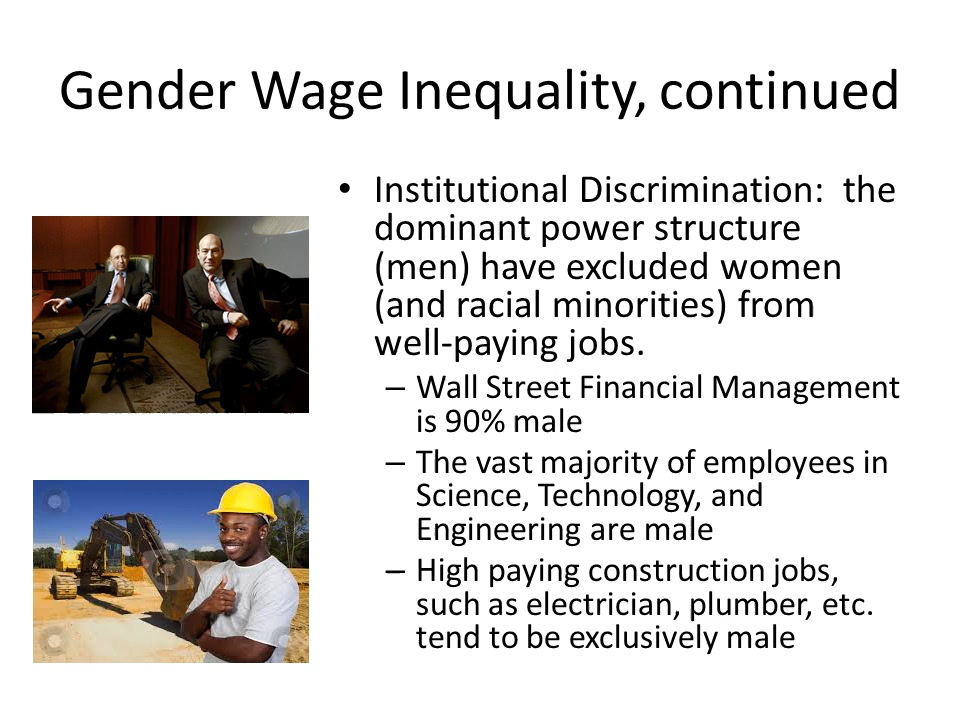 Gender Wage Inequality, continued
• Institutional Discrimination:  the
dominant power structure
(men) have excluded women
(and racial minorities) from
well-paying jobs.
– Wall Street Financial Management
is 90% male
– The vast majority of employees in
Science, Technology, and
Engineering are male
– High paying construction jobs,
such as electrician, plumber, etc.
tend to be exclusively male